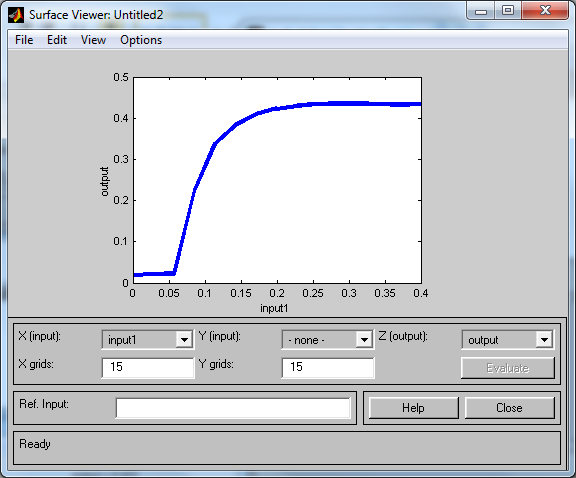 Surface Viewer: Untitled2
File Edit View Options
0.5
0.4
0.3
0.2
0.1
0
output
0 0.05 0.1 0.15 0.2 0.25 0.3 0.35 0.4
input1
X (input): input1 Y (input): - none - Z (output): output
X grids: 15 Y grids: 15 Evaluate
Ref. Input: Help Close
Ready